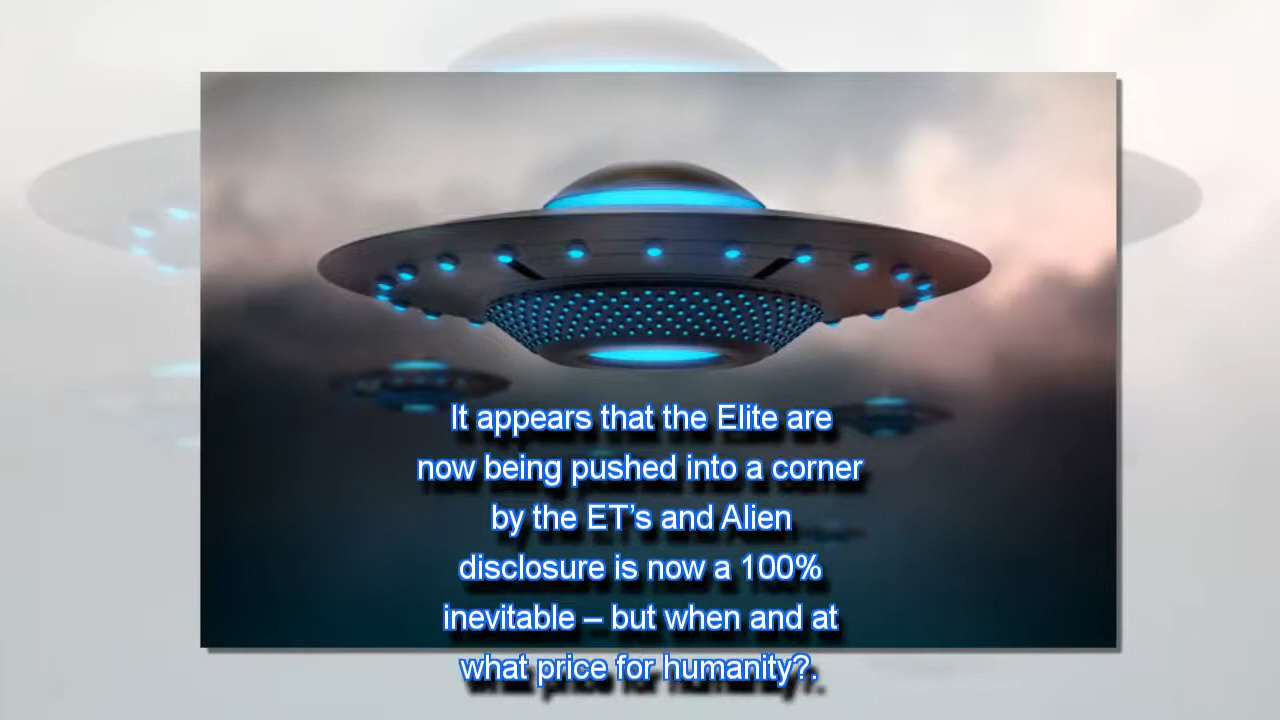 It appears that the Elite are
now being pushed into a corner
by the ET’s and Alien
disclosure is now a 100%
inevitable – but when and at
what price for humanity?.